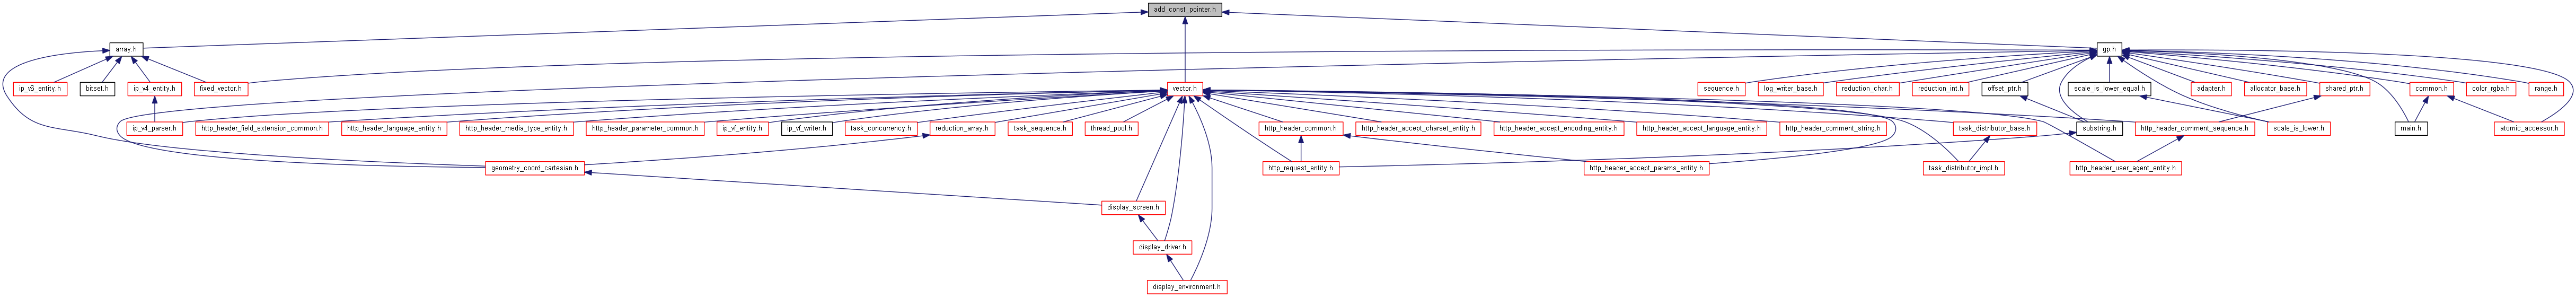 add_const_pointer.h
array.h
gp.h
ip_v6_entity.h
bitset.h
ip_v4_entity.h
fixed_vector.h
vector.h
sequence.h
log_writer_base.h
reduction_char.h
reduction_int.h
offset_ptr.h
scale_is_lower_equal.h
adapter.h
allocator_base.h
shared_ptr.h
common.h
color_rgba.h
range.h
ip_v4_parser.h
http_header_field_extension_common.h
http_header_language_entity.h
http_header_media_type_entity.h
http_header_parameter_common.h
ip_vf_entity.h
ip_vf_writer.h
task_concurrency.h
reduction_array.h
task_sequence.h
thread_pool.h
http_header_common.h
http_header_accept_charset_entity.h
http_header_accept_encoding_entity.h
http_header_accept_language_entity.h
http_header_comment_string.h
task_distributor_base.h
substring.h
http_header_comment_sequence.h
scale_is_lower.h
main.h
atomic_accessor.h
geometry_coord_cartesian.h
http_request_entity.h
http_header_accept_params_entity.h
task_distributor_impl.h
http_header_user_agent_entity.h
display_screen.h
display_driver.h
display_environment.h